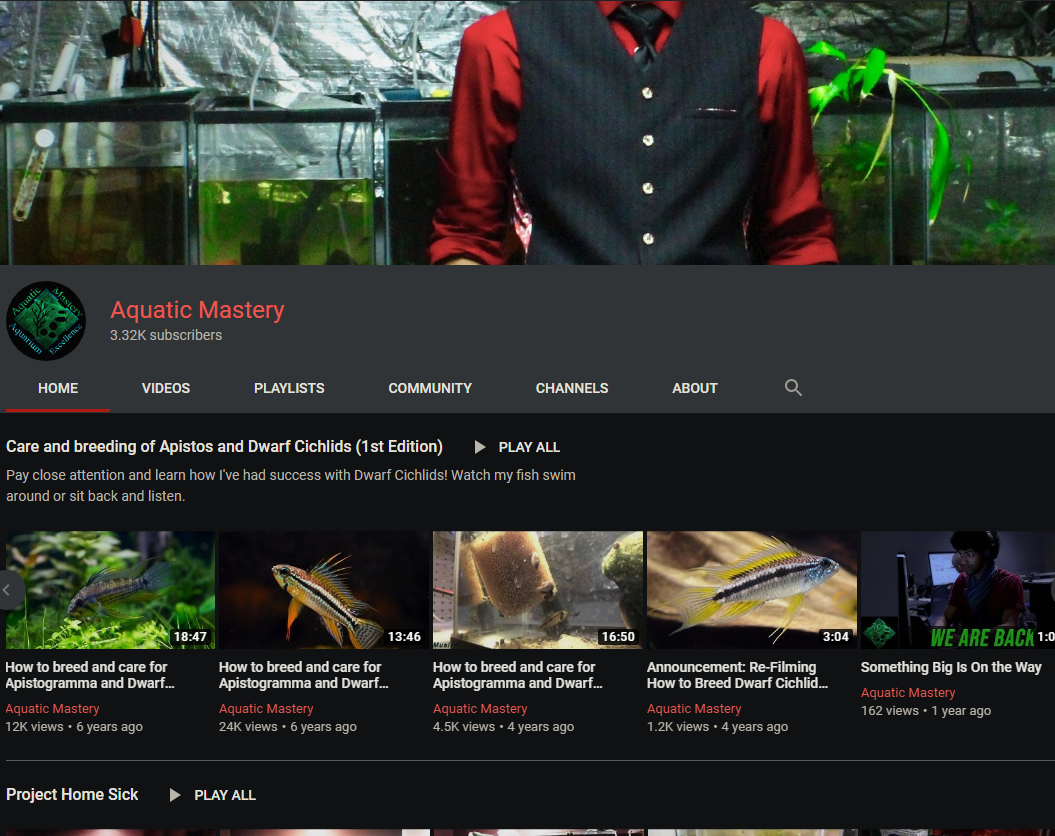 Aquatic Mastery
Aquarium Excellence
Aquatic Mastery
3.32K subscribers
HOME VIDEOS PLAYLISTS COMMUNITY CHANNELS ABOUT
Care and breeding of Apistos and Dwarf Cichlids (1st Edition) PLAY ALL
Pay close attention and learn how I've had success with Dwarf Cichlids! Watch my fish swim
around or sit back and listen.
18:47
13:46
16:50
3:04
WE ARE BACK
1:0
How to breed and care for
Apistogramma and Dwarf...
Aquatic Mastery
12K views • 6 years ago
How to breed and care for
Apistogramma and Dwarf...
Aquatic Mastery
24K views • 6 years ago
How to breed and care for
Apistogramma and Dwarf...
Aquatic Mastery
4.5K views • 4 years ago
Announcement: Re-Filming
How to Breed Dwarf Cichlid...
Aquatic Mastery
1.2K views • 4 years ago
Something Big Is On the Way
Aquatic Mastery
162 views • 1 year ago
Project Home Sick PLAY ALL